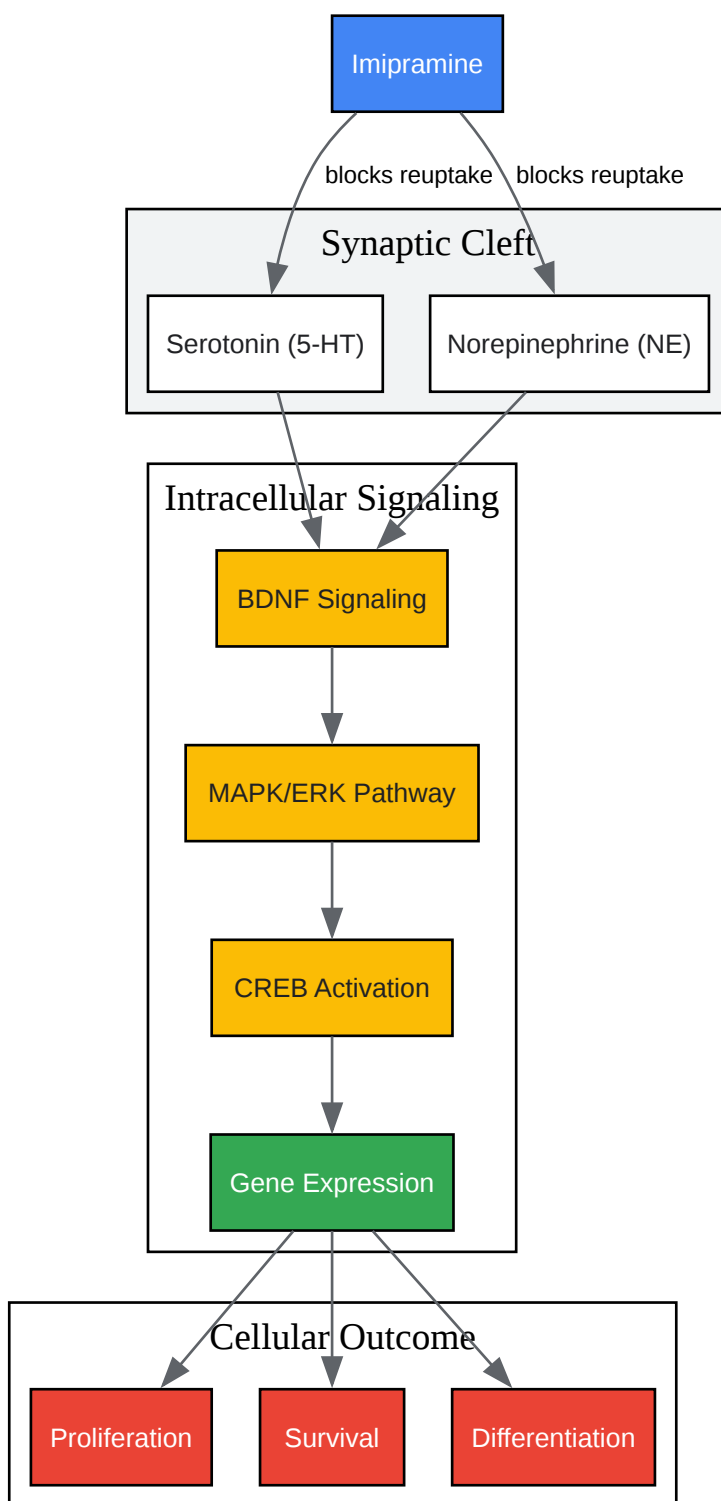 Imipramine
blocks reuptake
blocks reuptake
Synaptic Cleft
Serotonin (5-HT)
Norepinephrine (NE)
Intracellular Signaling
BDNF Signaling
MAPK/ERK Pathway
CREB Activation
Gene Expression
Cellular Outcome
Proliferation
Survival
Differentiation